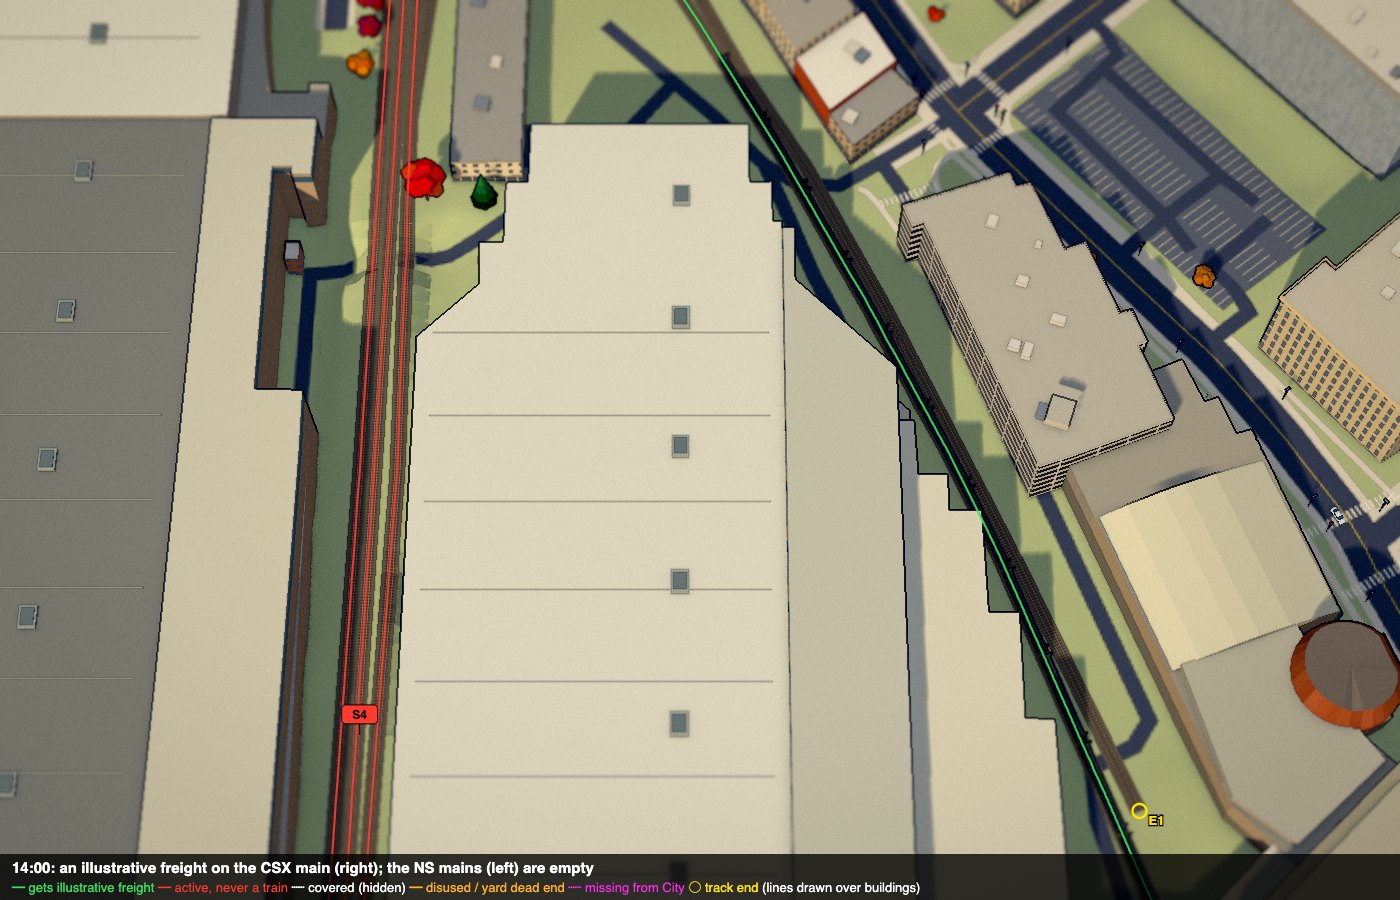 S4
E1
14:00: an illustrative freight on the CSX main (right); the NS mains (left) are empty
gets illustrative freight active, never a train covered (hidden) disused / yard dead end missing from City track end (lines drawn over buildings)